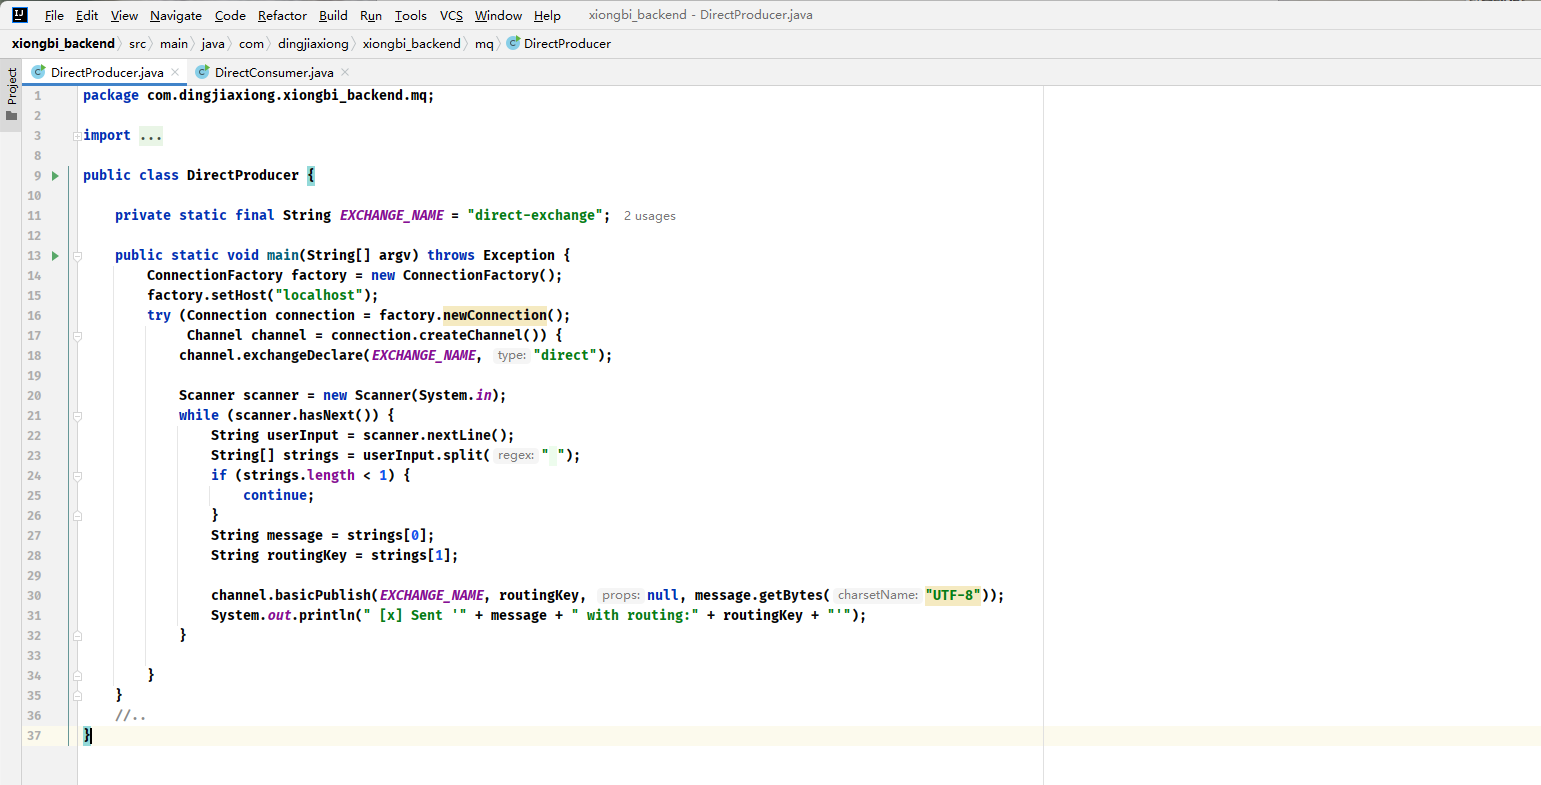 File Edit View Navigate Code Refactor Build Run Tools VCS Window Help xiongbi_backend - DirectProducer.java
xiongbi_backend src main java com dingjiaxiong xiongbi_backend mq DirectProducer
Project
DirectProducer.java DirectConsumer.java
1 package com.dingjiaxiong.xiongbi_backend.mq;
2
3 import ...
8
9 public class DirectProducer {
10
11 private static final String EXCHANGE_NAME = "direct-exchange"; 2 usages
12
13 public static void main(String[] argv) throws Exception {
14 ConnectionFactory factory = new ConnectionFactory();
15 factory.setHost("localhost");
16 try (Connection connection = factory.newConnection();
17 Channel channel = connection.createChannel()) {
18 channel.exchangeDeclare(EXCHANGE_NAME, type: "direct");
19
20 Scanner scanner = new Scanner(System.in);
21 while (scanner.hasNext()) {
22 String userInput = scanner.nextLine();
23 String[] strings = userInput.split( regex: " ");
24 if (strings.length < 1) {
25 continue;
26 }
27 String message = strings[0];
28 String routingKey = strings[1];
29
30 channel.basicPublish(EXCHANGE_NAME, routingKey, props: null, message.getBytes( charsetName: "UTF-8"));
31 System.out.println(" [x] Sent '" + message + " with routing:" + routingKey + "'");
32 }
33
34 }
35 }
36 //..
37 }